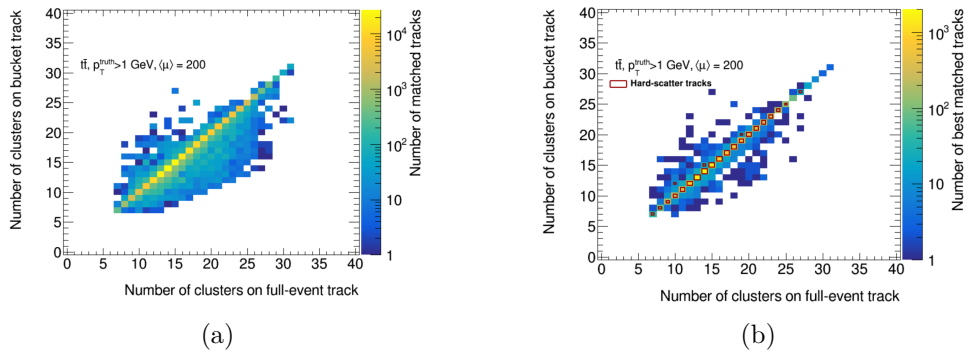 Number of clusters on bucket track
40
35
30
25
20
15
10
5
0
tt̄, p_T^truth>1 GeV, ⟨μ⟩ = 200
0 5 10 15 20 25 30 35 40
Number of clusters on full-event track
10^4
10^3
10^2
10
1
Number of matched tracks
(a)
Number of clusters on bucket track
40
35
30
25
20
15
10
5
0
tt̄, p_T^truth>1 GeV, ⟨μ⟩ = 200
Hard-scatter tracks
0 5 10 15 20 25 30 35 40
Number of clusters on full-event track
10^3
10^2
10
1
Number of best matched tracks
(b)